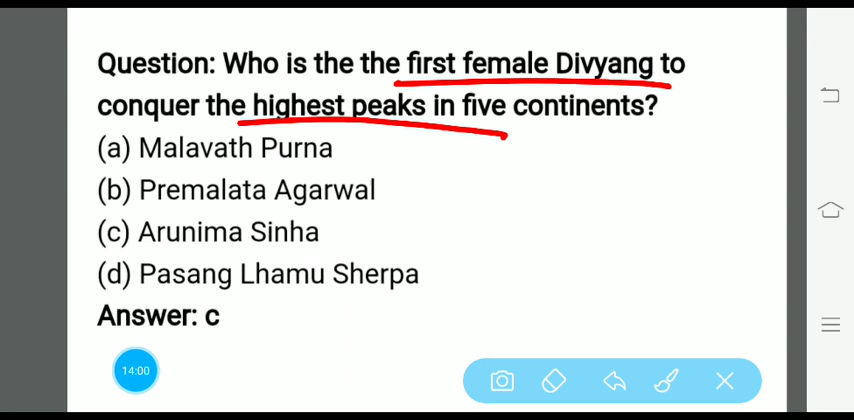 Question: Who is the the first female Divyang to
conquer the highest peaks in five continents?
(a) Malavath Purna
(b) Premalata Agarwal
(c) Arunima Sinha
(d) Pasang Lhamu Sherpa
Answer: c
14:00